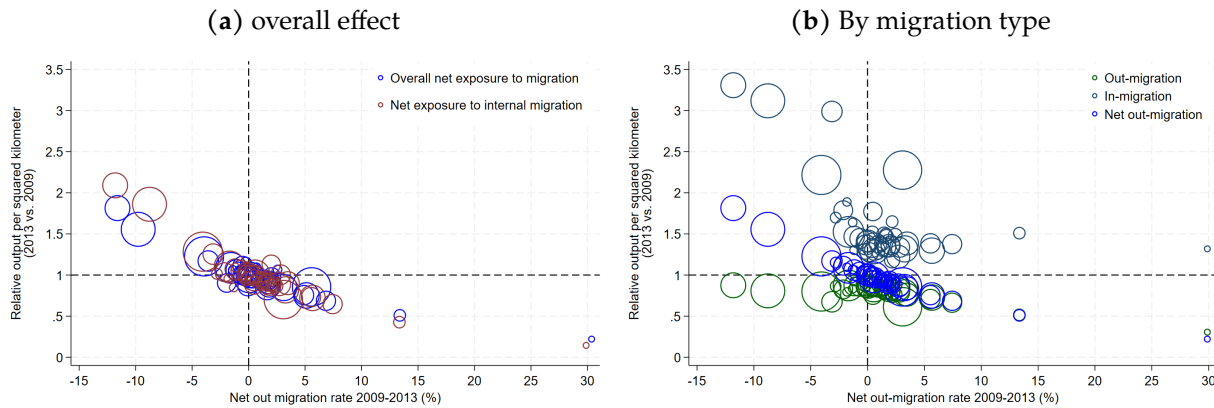 (a) overall effect
3.5
3
2.5
2
1.5
1
.5
0
-15 -10 -5 0 5 10 15 20 25 30
Relative output per squared kilometer
(2013 vs. 2009)
Net out migration rate 2009-2013 (%)
Overall net exposure to migration
Net exposure to internal migration
(b) By migration type
3.5
3
2.5
2
1.5
1
.5
0
-15 -10 -5 0 5 10 15 20 25 30
Relative output per squared kilometer
(2013 vs. 2009)
Net out-migration rate 2009-2013 (%)
Out-migration
In-migration
Net out-migration